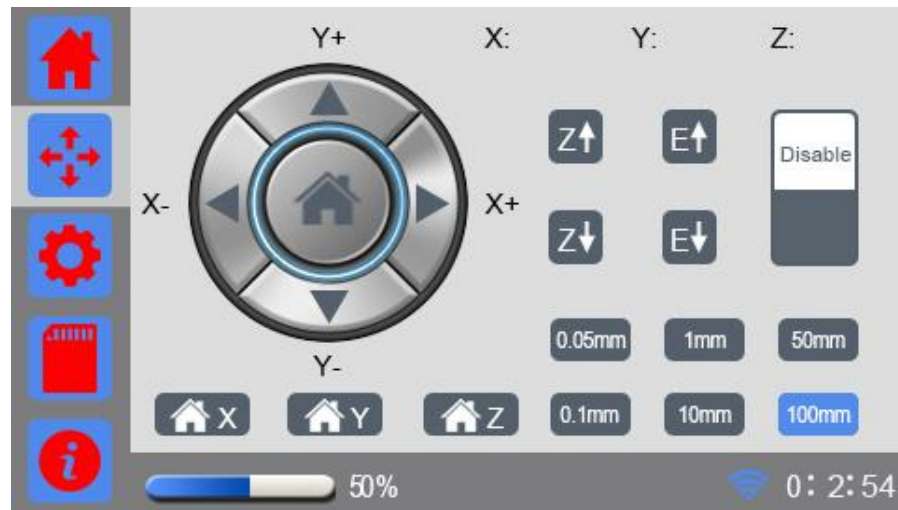 Y+ X: Y: Z:
Z E Disable
X- X+
Z E
0.05mm 1mm 50mm
Y-
X Y Z 0.1mm 10mm 100mm
i 50% 0: 2: 54